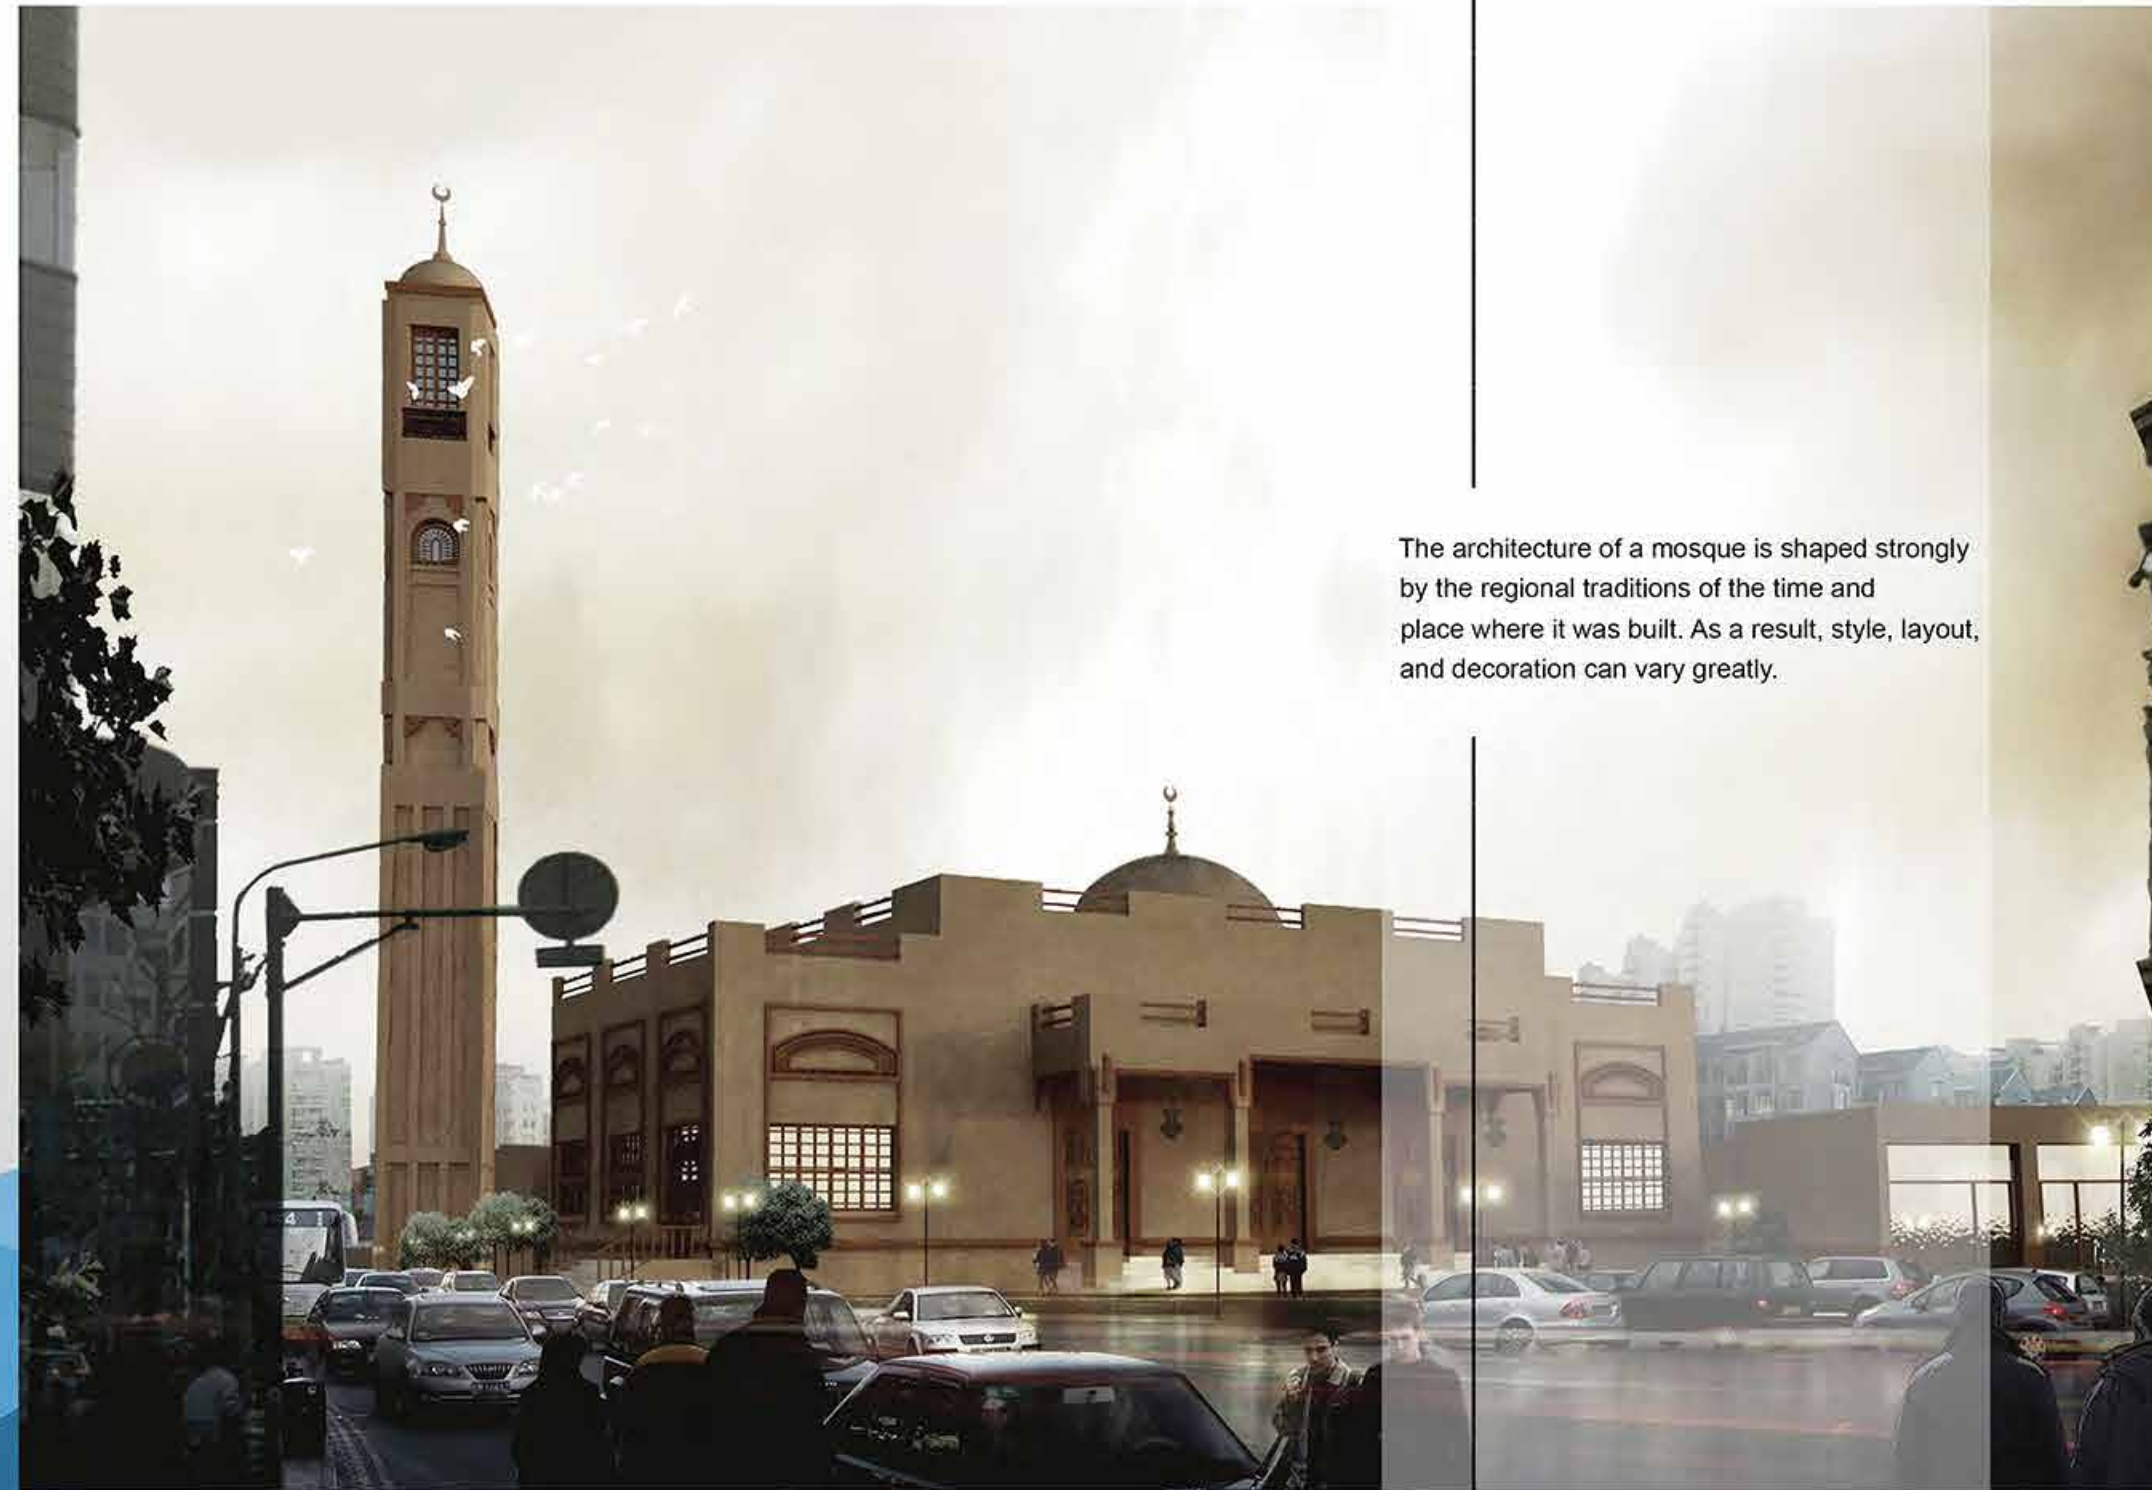 The architecture of a mosque is shaped strongly
by the regional traditions of the time and
place where it was built. As a result, style, layout,
and decoration can vary greatly.